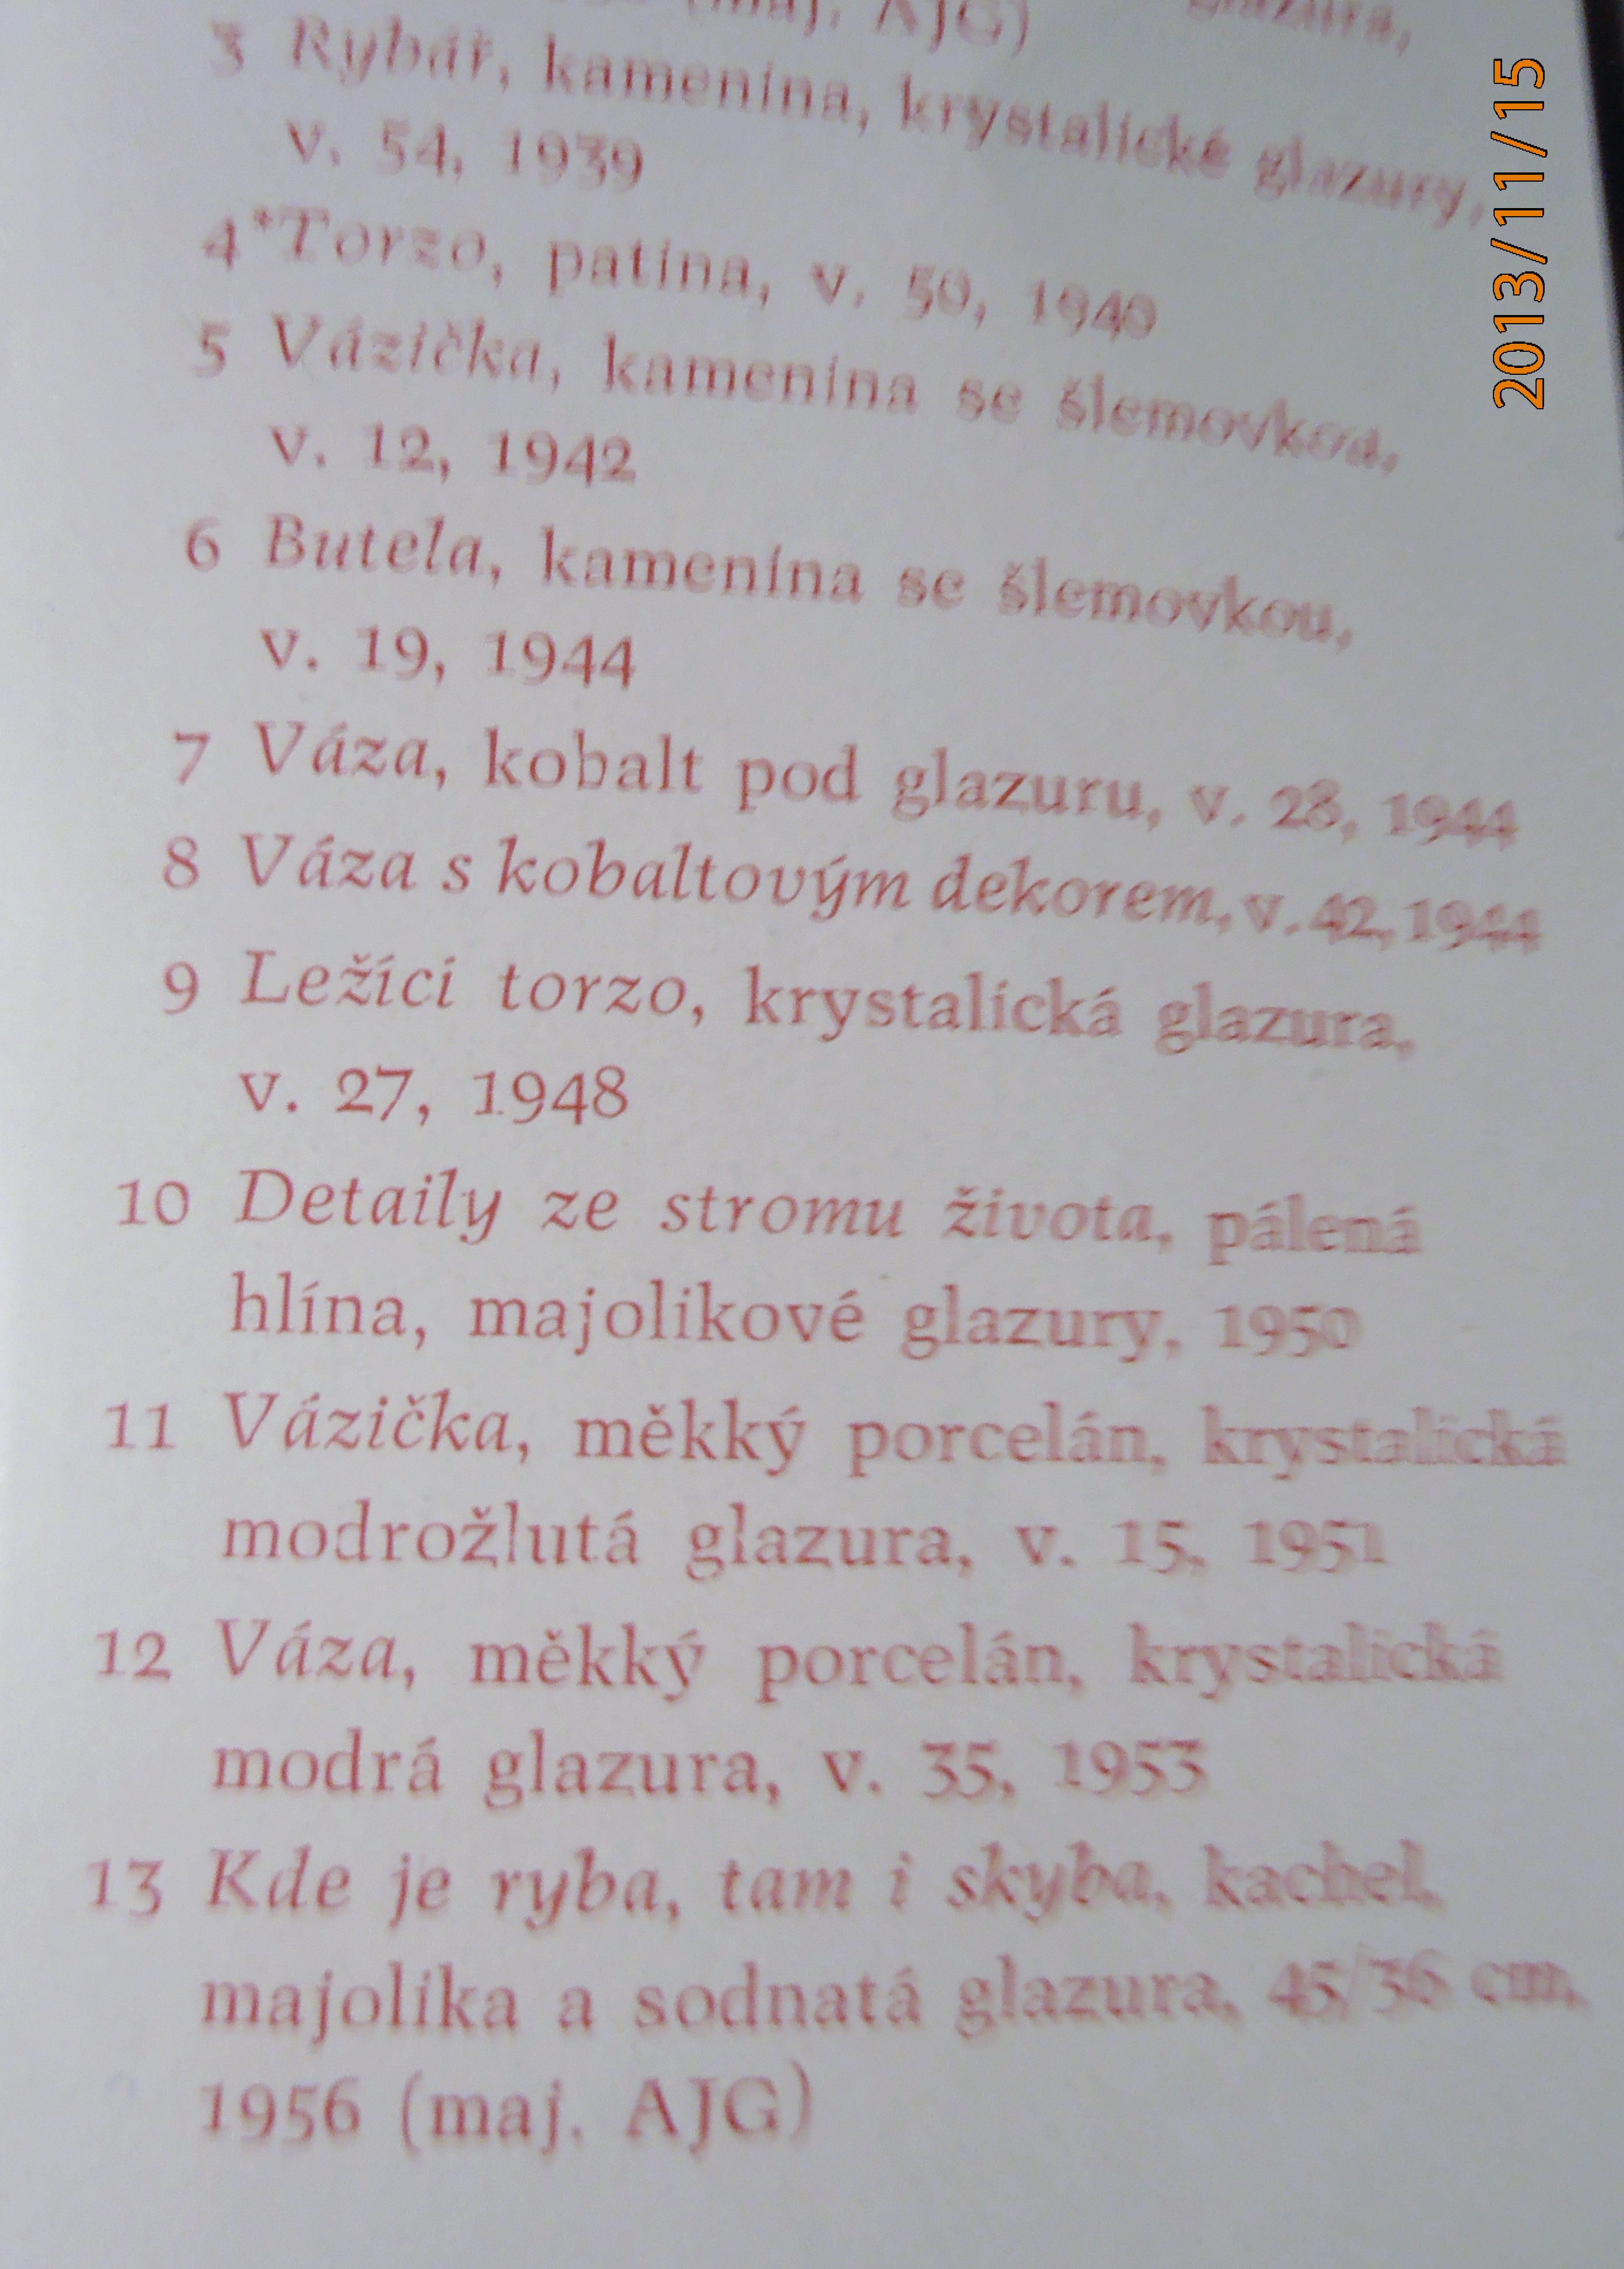 (maj. AJG) glazura,
3 Rybář, kamenina, krystalické glazury,
v. 54, 1939
4*Torzo, patina, v. 50, 1940
5 Vázička, kamenina se šlemovkou,
v. 12, 1942
6 Butela, kamenina se šlemovkou,
v. 19, 1944
7 Váza, kobalt pod glazuru, v. 28, 1944
8 Váza s kobaltovým dekorem, v. 42, 1944
9 Ležící torzo, krystalická glazura,
v. 27, 1948
10 Detaily ze stromu života, pálená
hlína, majolikové glazury, 1950
11 Vázička, měkký porcelán, krystalická
modrožlutá glazura, v. 15, 1951
12 Váza, měkký porcelán, krystalická
modrá glazura, v. 35, 1953
13 Kde je ryba, tam i skyba, kachel,
majolika a sodnatá glazura, 45/36 cm,
1956 (maj. AJG)
2013/11/15